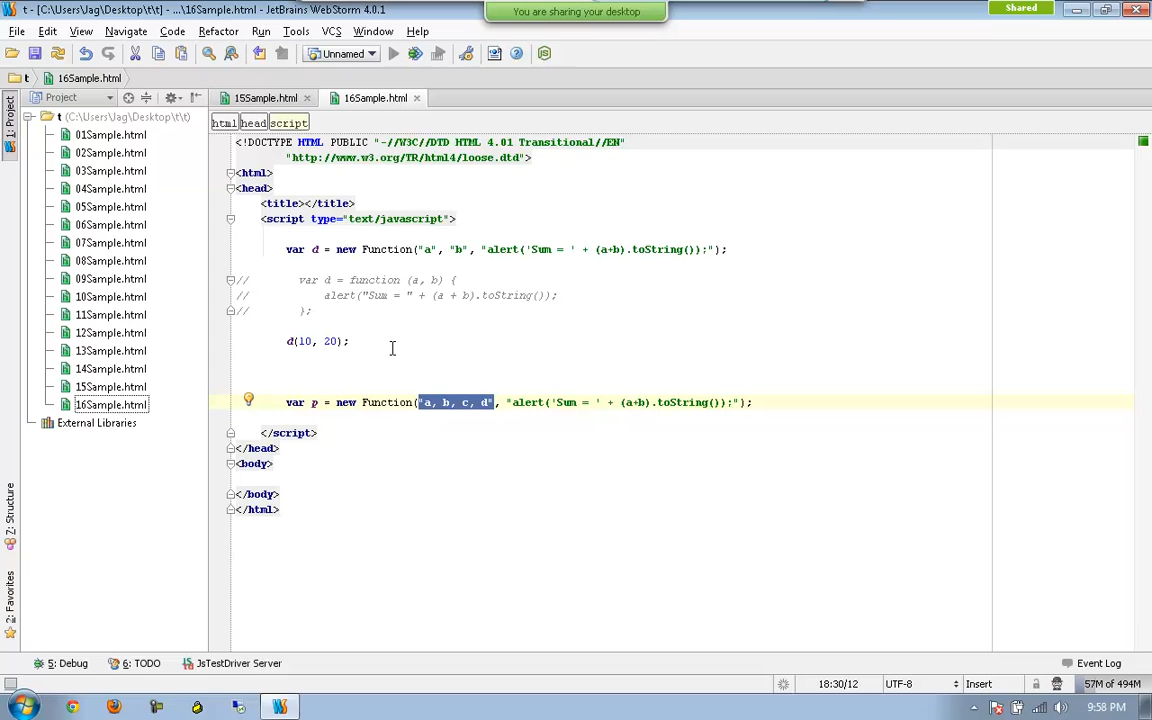 t - [C:\Users\Jag\Desktop\t\t] - ...\16Sample.html - JetBrains WebStorm 4.0.1
You are sharing your desktop
Shared
File Edit View Navigate Code Refactor Run Tools VCS Window Help
Unnamed
t 16Sample.html
Project 15Sample.html 16Sample.html
1: Project
7: Structure
2: Favorites
t (C:\Users\Jag\Desktop\t\t)
01Sample.html
02Sample.html
03Sample.html
04Sample.html
05Sample.html
06Sample.html
07Sample.html
08Sample.html
09Sample.html
10Sample.html
11Sample.html
12Sample.html
13Sample.html
14Sample.html
15Sample.html
16Sample.html
External Libraries
html head script
<!DOCTYPE HTML PUBLIC "-//W3C//DTD HTML 4.01 Transitional//EN"
"http://www.w3.org/TR/html4/loose.dtd">
<html>
<head>
<title></title>
<script type="text/javascript">
var d = new Function("a", "b", "alert('Sum = ' + (a+b).toString());");
// var d = function (a, b) {
// alert("Sum = " + (a + b).toString());
// };
d(10, 20);
var p = new Function("a, b, c, d", "alert('Sum = ' + (a+b).toString());");
</script>
</head>
<body>
</body>
</html>
5: Debug 6: TODO JsTestDriver Server Event Log
18:30/12 UTF-8 Insert 57M of 494M
9:58 PM